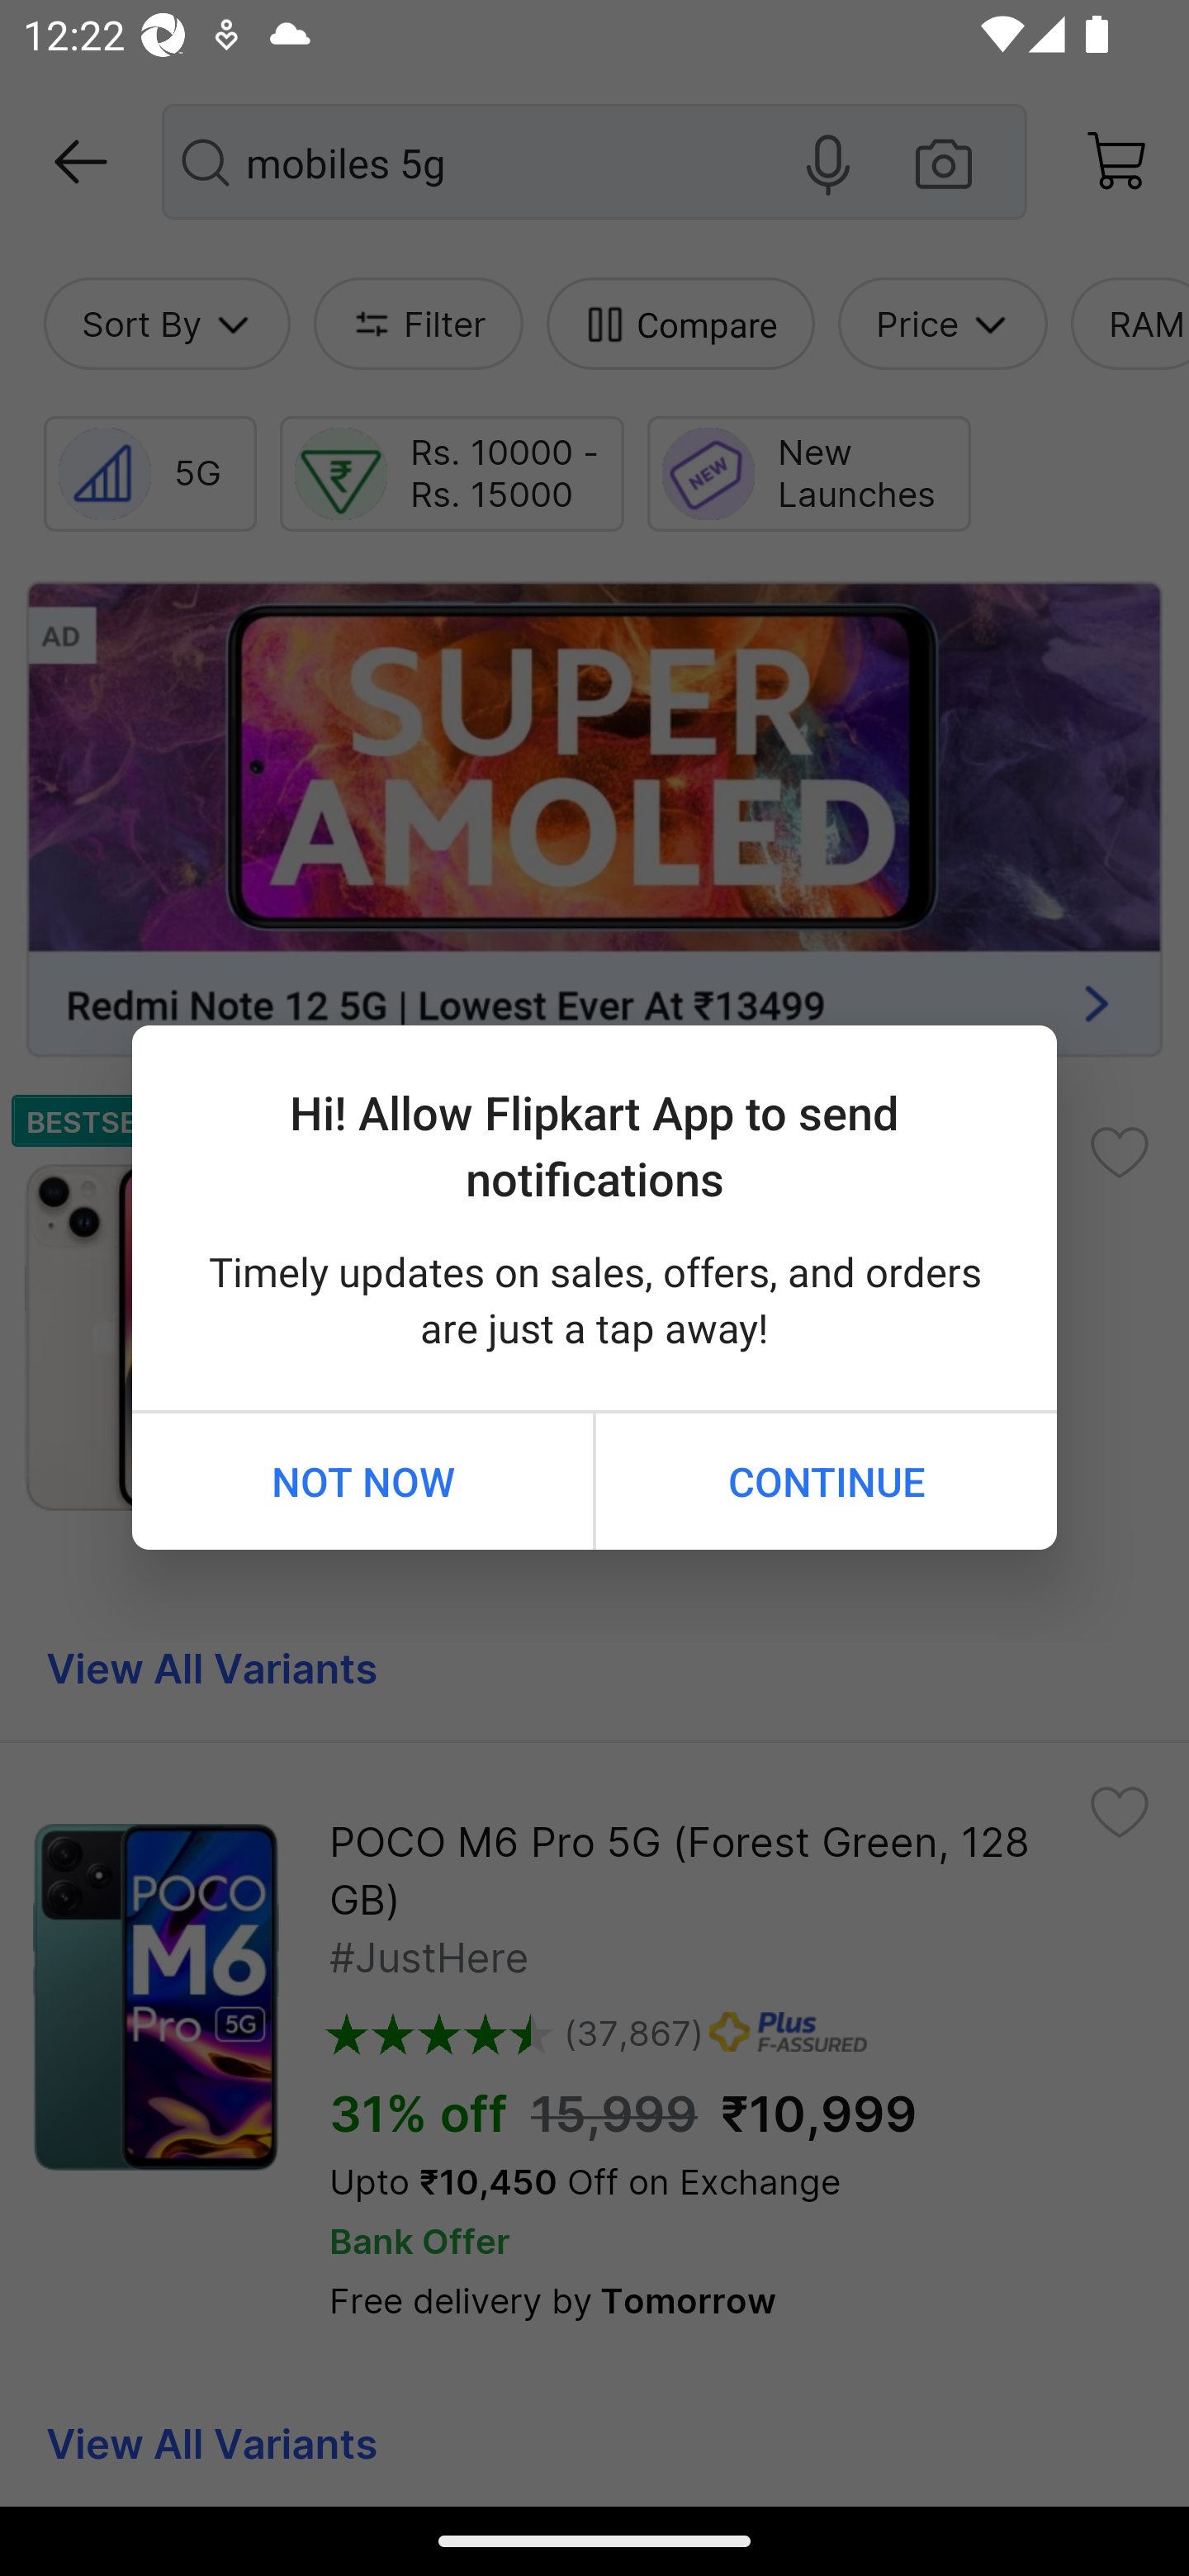 12:22
mobiles 5g
Sort By
Filter
Compare
Price
RAM
5G
Rs. 10000 -
Rs. 15000
NEW
New
Launches
AD
SUPER
AMOLED
Redmi Note 12 5G | Lowest Ever At ₹13499
BESTSE
Hi! Allow Flipkart App to send
notifications
Timely updates on sales, offers, and orders
are just a tap away!
NOT NOW
CONTINUE
View All Variants
POCO
M6
Pro 5G
POCO M6 Pro 5G (Forest Green, 128
GB)
#JustHere
(37,867)
Plus
F-ASSURED
31% off 15,999 ₹10,999
Upto ₹10,450 Off on Exchange
Bank Offer
Free delivery by Tomorrow
View All Variants